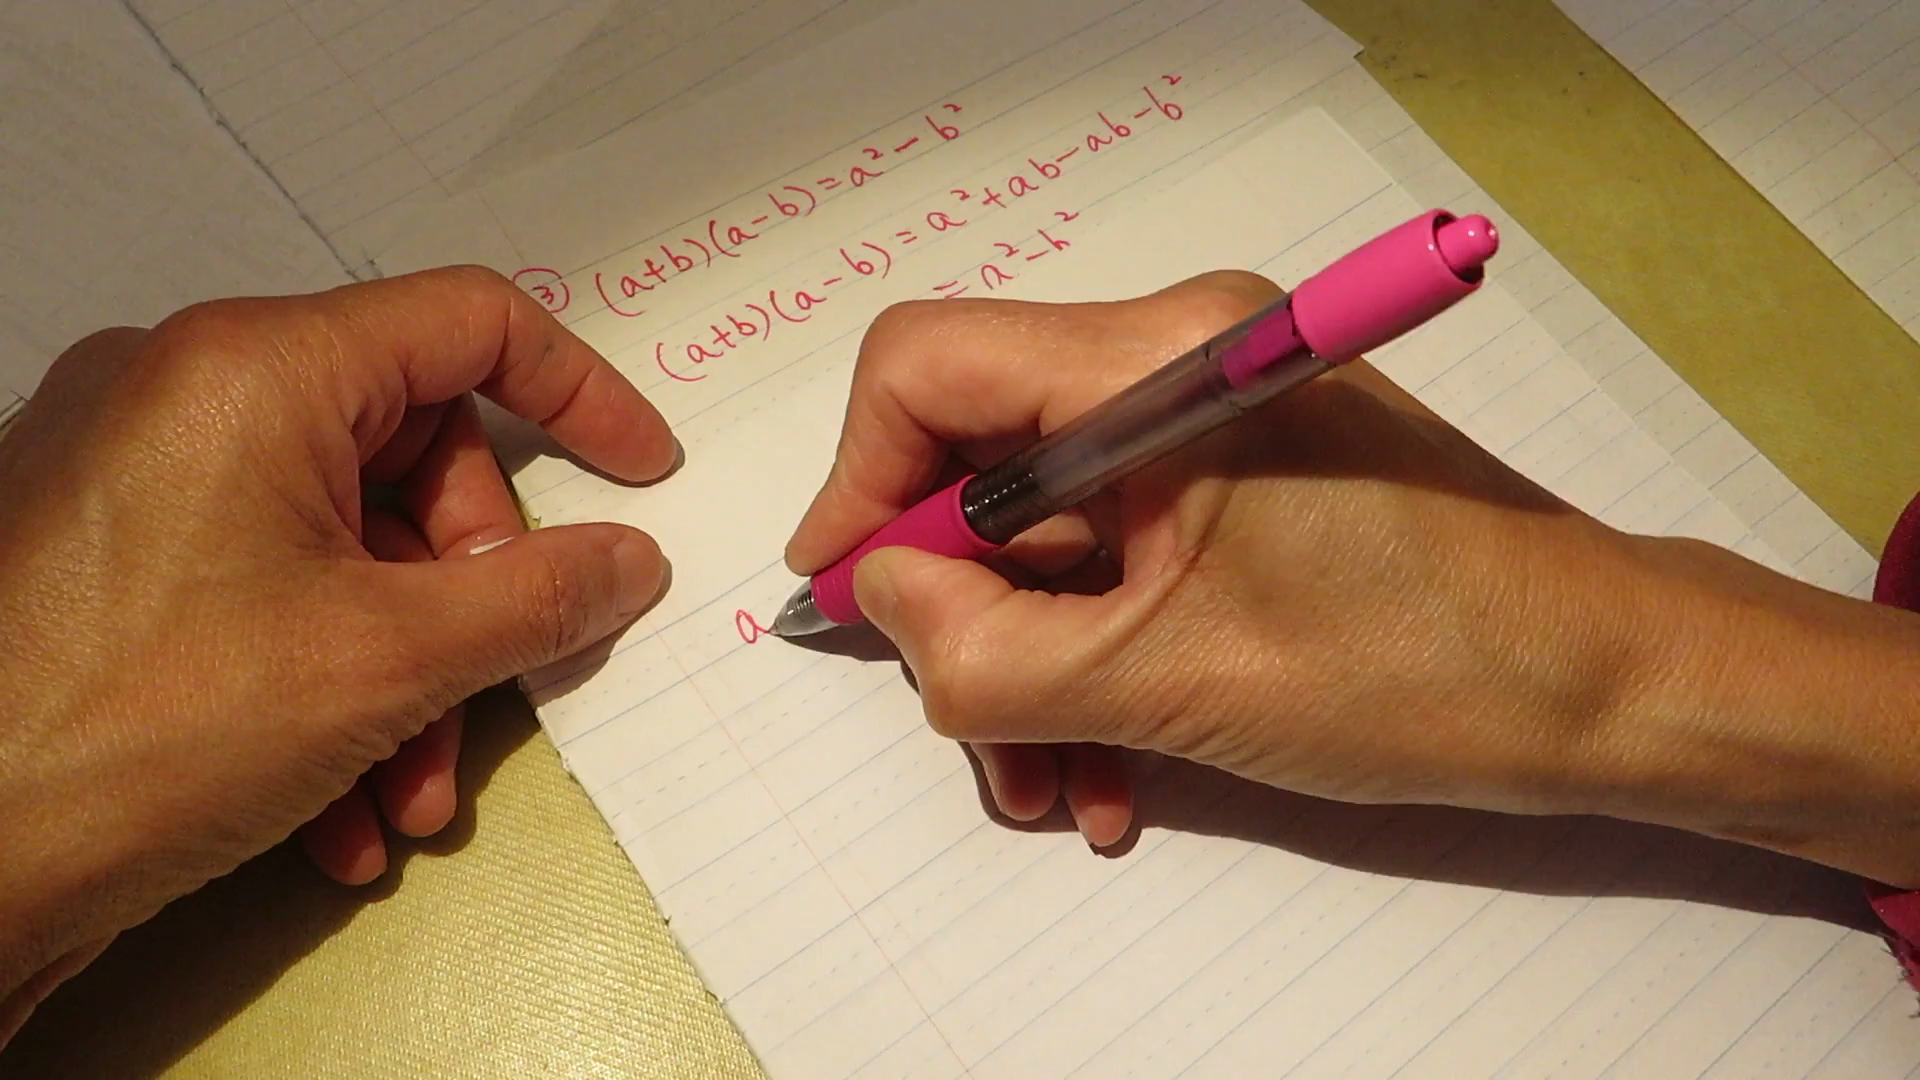 ③ (a+b)(a-b)=a²-b²
(a+b)(a-b)=a²+ab-ab-b²
=a²-b²
a